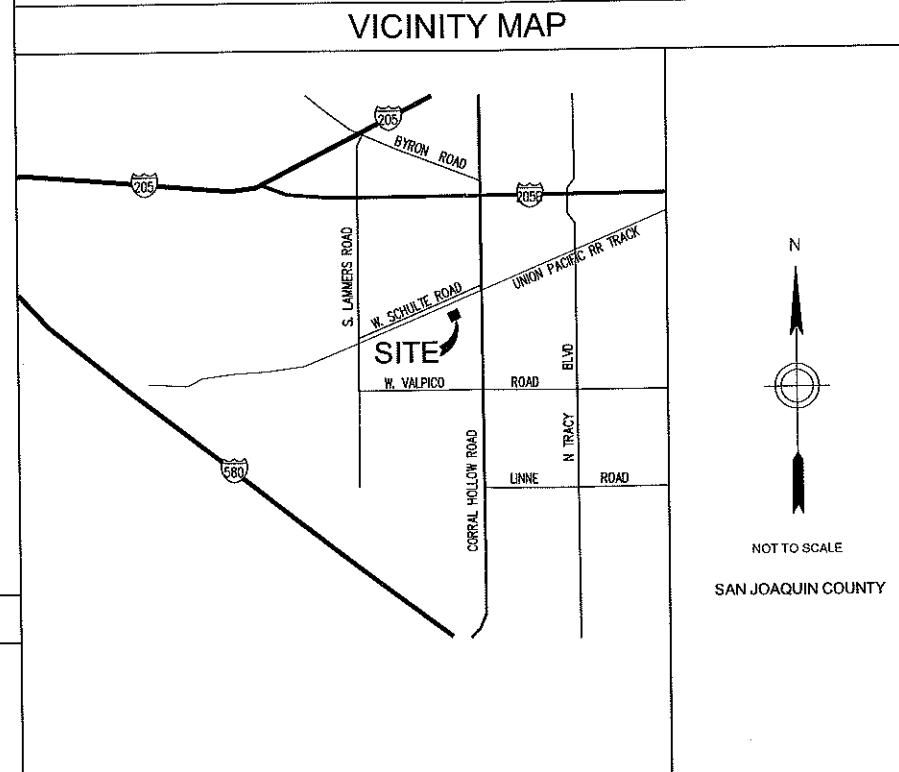 VICINITY MAP
205
BYRON ROAD
205
205B
S. LAMMERS ROAD
UNION PACIFIC RR TRACK
W. SCHULTE ROAD
SITE
W. VALPICO ROAD
N TRACY BLVD
CORRAL HOLLOW ROAD
LINNE ROAD
580
N
NOT TO SCALE
SAN JOAQUIN COUNTY